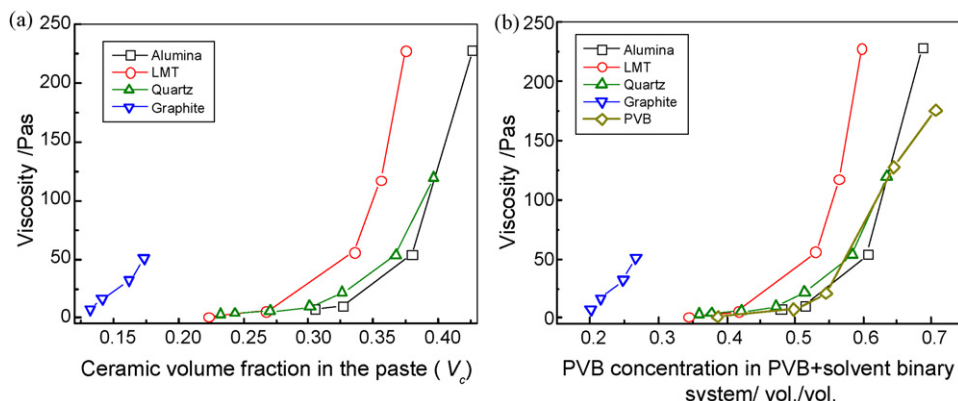 (a)
250
200
150
100
50
0
Viscosity /Pas
Alumina
LMT
Quartz
Graphite
0.15 0.20 0.25 0.30 0.35 0.40
Ceramic volume fraction in the paste ( Vc)
(b)
250
200
150
100
50
0
Viscosity /Pas
Alumina
LMT
Quartz
Graphite
PVB
0.2 0.3 0.4 0.5 0.6 0.7
PVB concentration in PVB+solvent binary
system/ vol./vol.